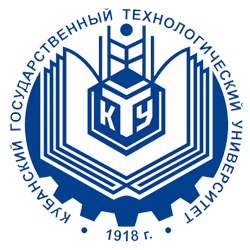 КУБАНСКИЙ ГОСУДАРСТВЕННЫЙ ТЕХНОЛОГИЧЕСКИЙ УНИВЕРСИТЕТ
КТУ
· 1918 г. ·